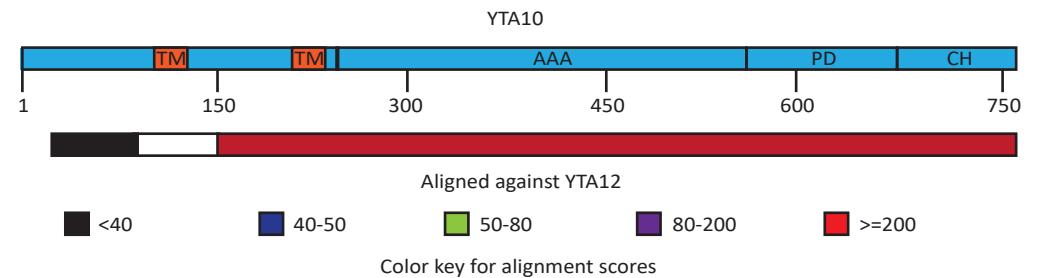 YTA10
TM TM AAA PD CH
1 150 300 450 600 750
Aligned against YTA12
<40 40-50 50-80 80-200 >=200
Color key for alignment scores